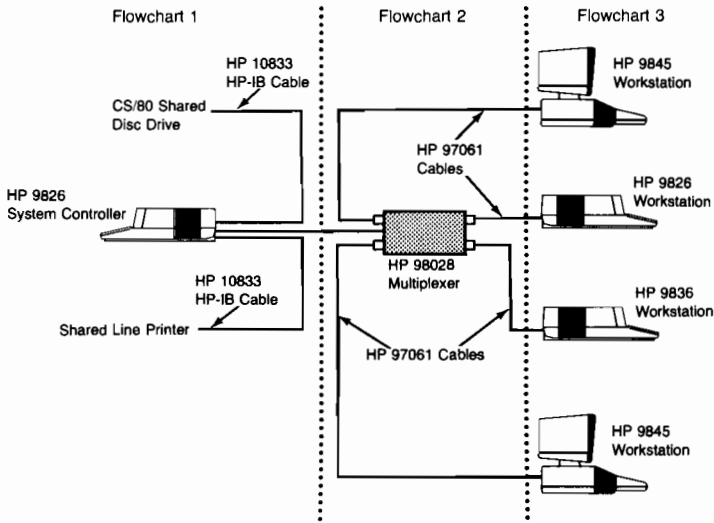 Flowchart 1
Flowchart 2
Flowchart 3
HP 10833
HP-IB Cable
CS/80 Shared
Disc Drive
HP 9826
System Controller
HP 10833
HP-IB Cable
Shared Line Printer
HP 97061
Cables
HP 98028
Multiplexer
HP 97061 Cables
HP 9845
Workstation
HP 9826
Workstation
HP 9836
Workstation
HP 9845
Workstation